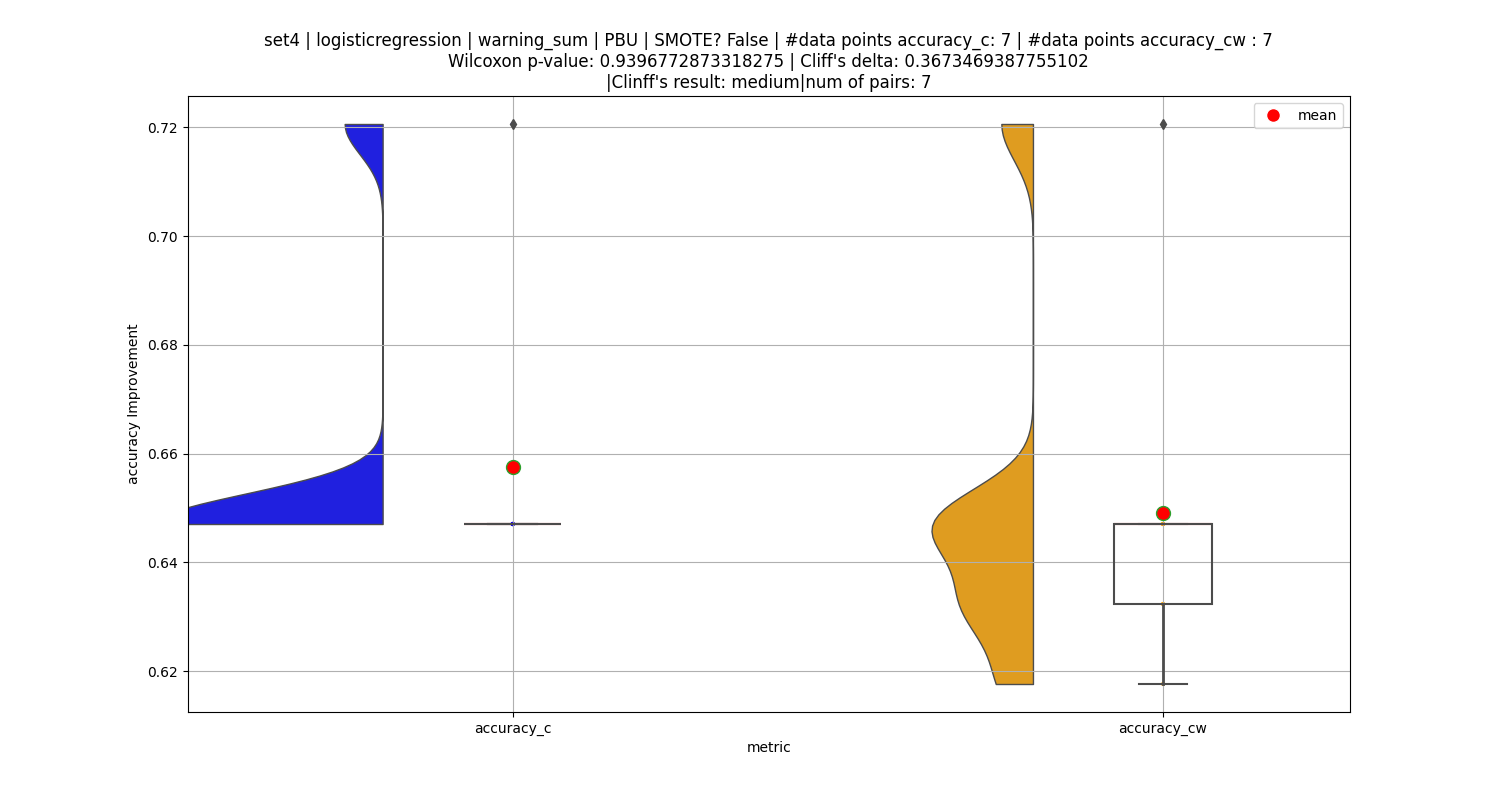 set4 | logisticregression | warning_sum | PBU | SMOTE? False | #data points accuracy_c: 7 | #data points accuracy_cw : 7
Wilcoxon p-value: 0.9396772873318275 | Cliff's delta: 0.3673469387755102
|Clinff's result: medium|num of pairs: 7
mean
0.72
0.70
0.68
0.66
0.64
0.62
accuracy Improvement
accuracy_c
accuracy_cw
metric